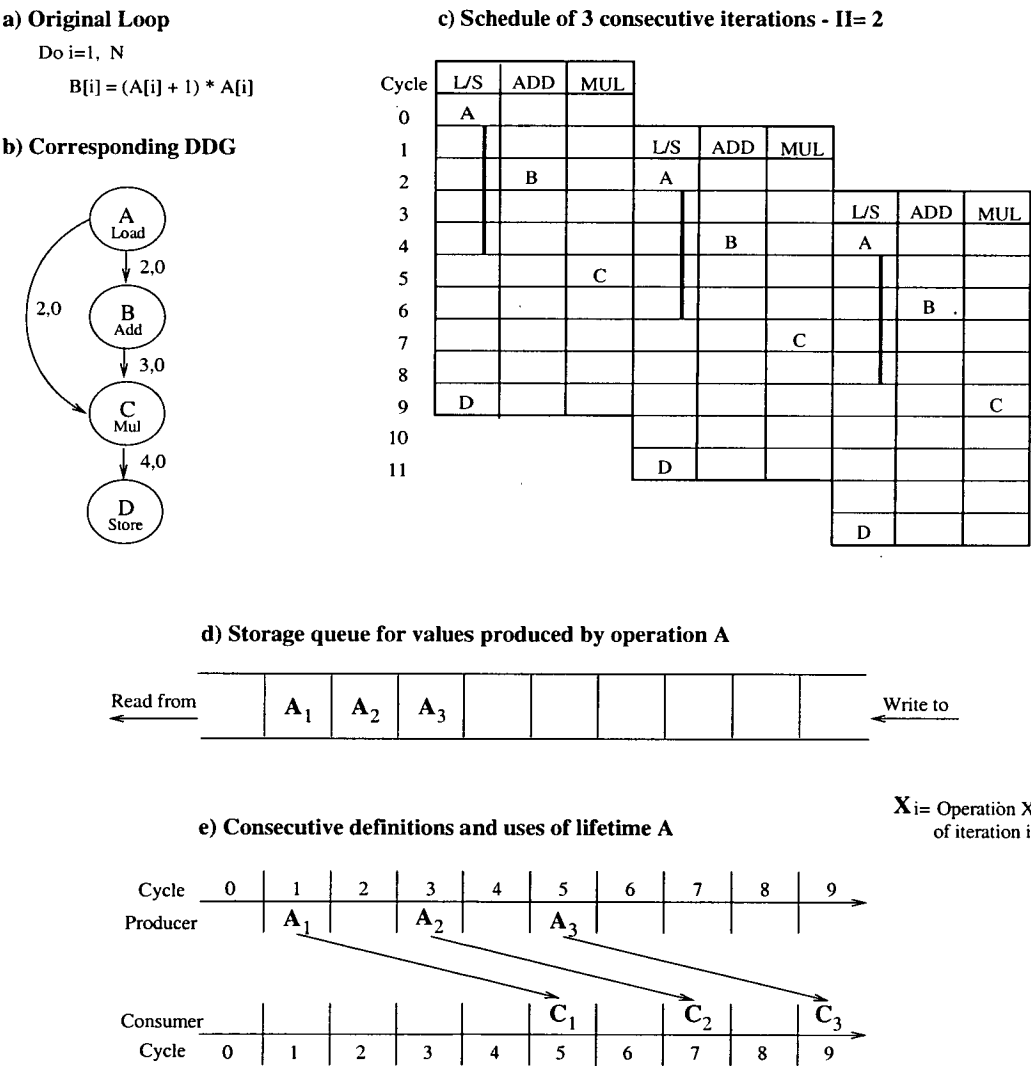 a) Original Loop
Do i=1, N
B[i] = (A[i] + 1) * A[i]
b) Corresponding DDG
A
Load
2,0
2,0
B
Add
3,0
C
Mul
4,0
D
Store
c) Schedule of 3 consecutive iterations - II= 2
Cycle L/S ADD MUL
0 A
1 L/S ADD MUL
2 B A
3 L/S ADD MUL
4 B A
5 C
6 B
7 C
8
9 D C
10
11 D
D
d) Storage queue for values produced by operation A
Read from A1 A2 A3 Write to
Xi= Operation X
of iteration i
e) Consecutive definitions and uses of lifetime A
Cycle 0 1 2 3 4 5 6 7 8 9
Producer A1 A2 A3
Consumer C1 C2 C3
Cycle 0 1 2 3 4 5 6 7 8 9